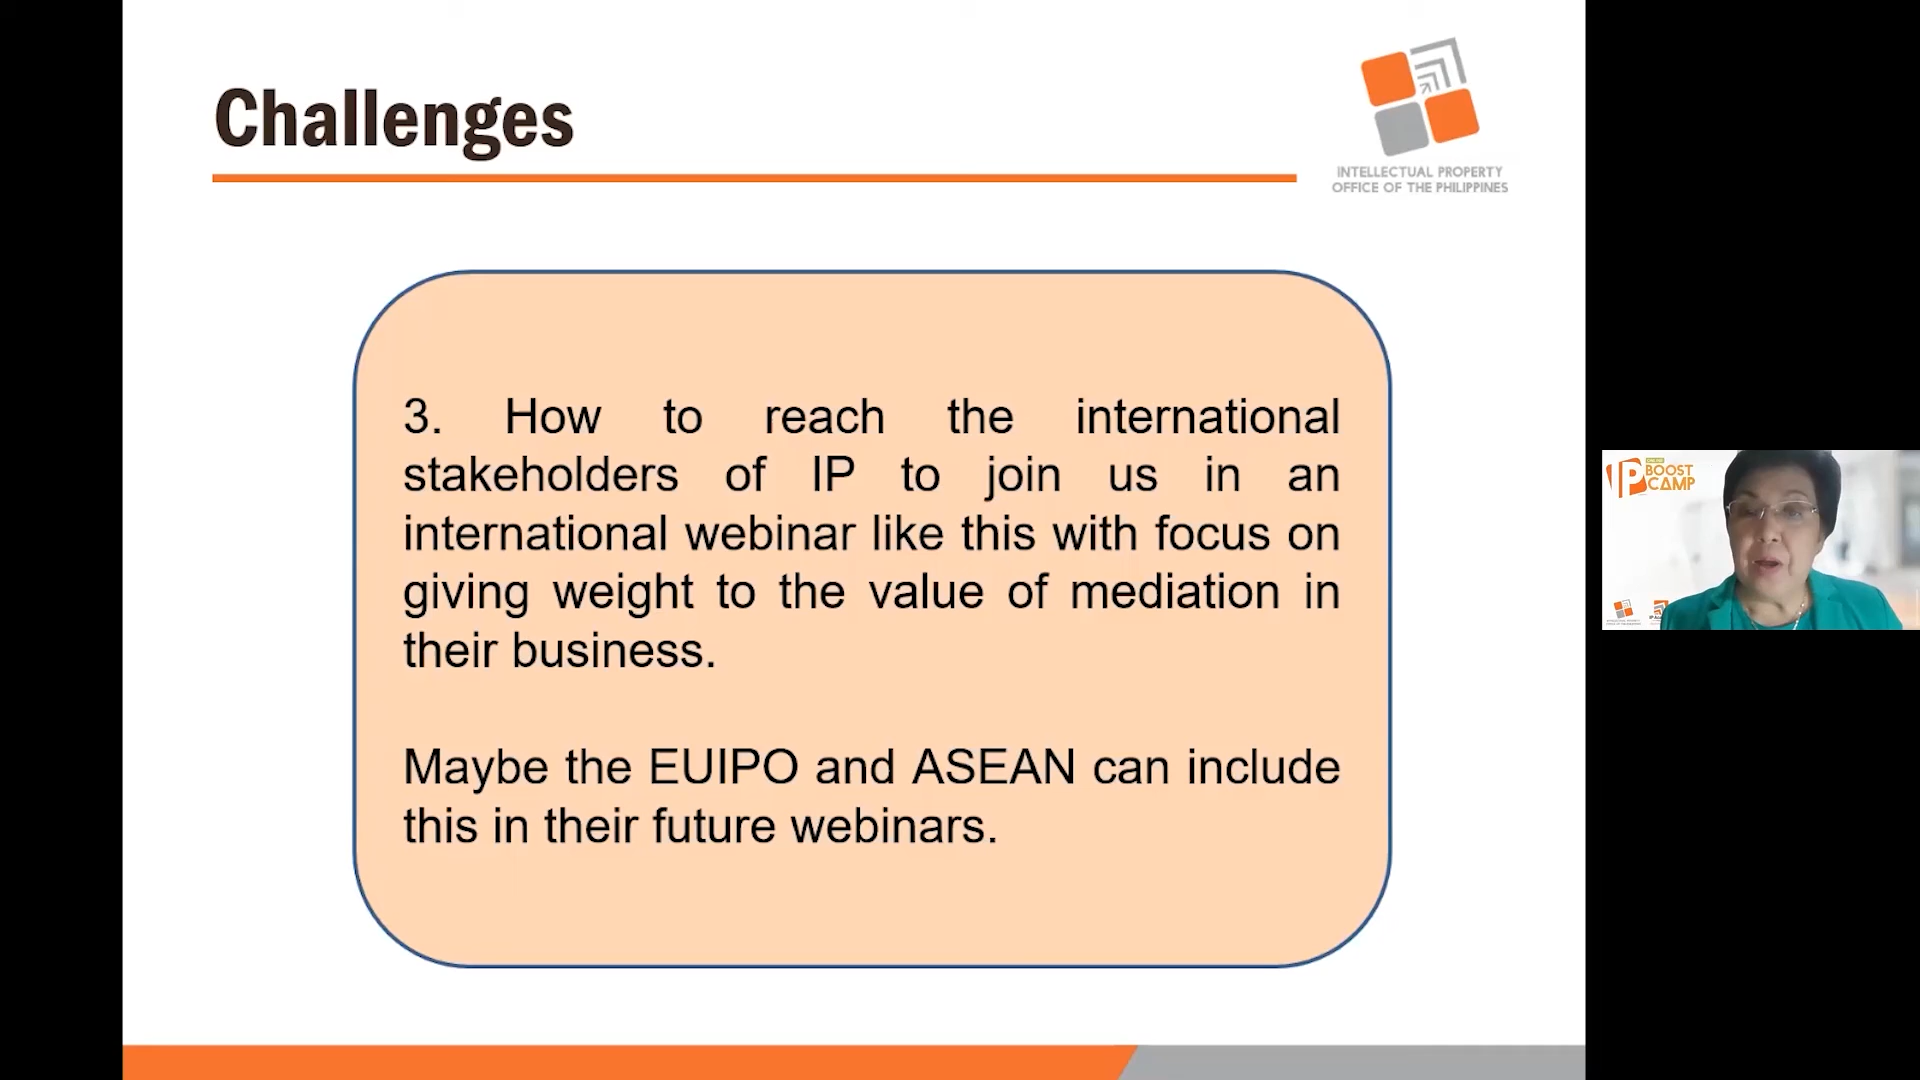 Challenges
INTELLECTUAL PROPERTY
OFFICE OF THE PHILIPPINES
3. How to reach the international
stakeholders of IP to join us in an
international webinar like this with focus on
giving weight to the value of mediation in
their business.
Maybe the EUIPO and ASEAN can include
this in their future webinars.
IP BOOST
CAMP